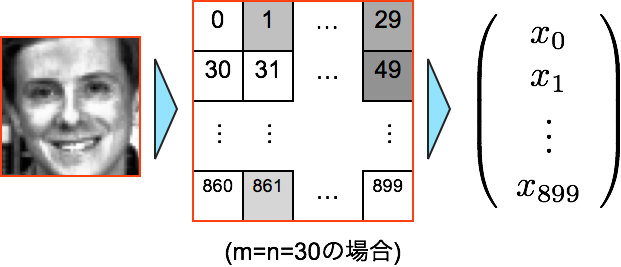 0 1 ... 29
30 31 ... 49
⋮ ⋮ ⋮
860 861 ... 899
x₀
x₁
⋮
x₈₉₉
(m=n=30の場合)